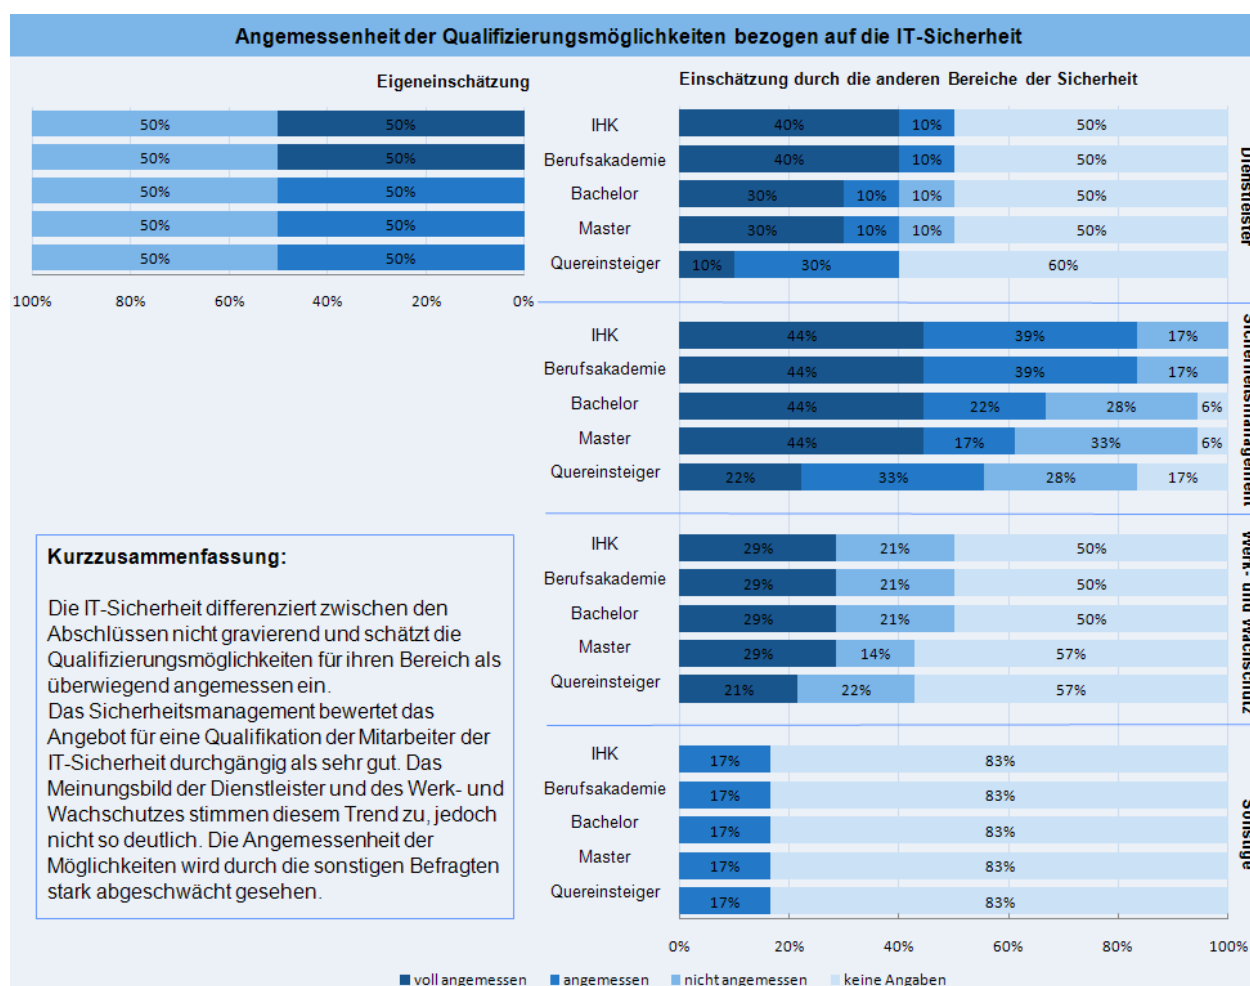 Angemessenheit der Qualifizierungsmöglichkeiten bezogen auf die IT-Sicherheit
Eigeneinschätzung
50% 50%
50% 50%
50% 50%
50% 50%
50% 50%
100% 80% 60% 40% 20% 0%
Einschätzung durch die anderen Bereiche der Sicherheit
IHK 40% 10% 50%
Berufsakademie 40% 10% 50%
Bachelor 30% 10% 10% 50%
Master 30% 10% 10% 50%
Quereinsteiger 10% 30% 60%
Dienstleister
IHK 44% 39% 17%
Berufsakademie 44% 39% 17%
Bachelor 44% 22% 28% 6%
Master 44% 17% 33% 6%
Quereinsteiger 22% 33% 28% 17%
Sicherheitsmanagement
IHK 29% 21% 50%
Berufsakademie 29% 21% 50%
Bachelor 29% 21% 50%
Master 29% 14% 57%
Quereinsteiger 21% 22% 57%
Werk- und Wachschutz
IHK 17% 83%
Berufsakademie 17% 83%
Bachelor 17% 83%
Master 17% 83%
Quereinsteiger 17% 83%
Sonstige
0% 20% 40% 60% 80% 100%
voll angemessen angemessen nicht angemessen keine Angaben
Kurzzusammenfassung:
Die IT-Sicherheit differenziert zwischen den
Abschlüssen nicht gravierend und schätzt die
Qualifizierungsmöglichkeiten für ihren Bereich als
überwiegend angemessen ein.
Das Sicherheitsmanagement bewertet das
Angebot für eine Qualifikation der Mitarbeiter der
IT-Sicherheit durchgängig als sehr gut. Das
Meinungsbild der Dienstleister und des Werk- und
Wachschutzes stimmen diesem Trend zu, jedoch
nicht so deutlich. Die Angemessenheit der
Möglichkeiten wird durch die sonstigen Befragten
stark abgeschwächt gesehen.